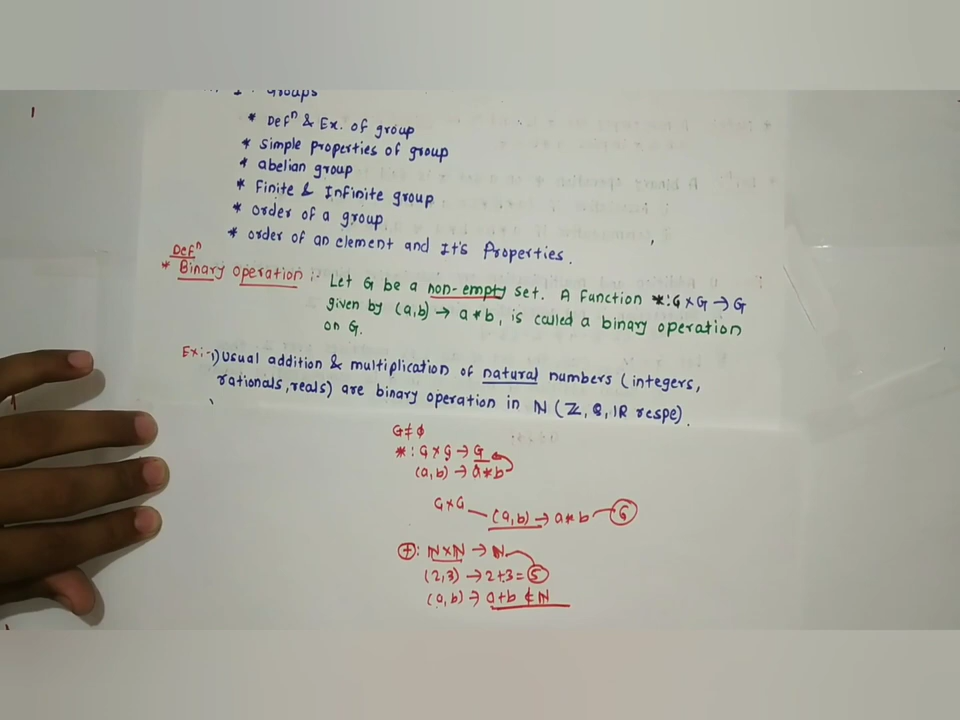 Groups
* Defⁿ & Ex. of group
* Simple Properties of group
* abelian group
* Finite & Infinite group
* order of a group
* order of an element and It's Properties.
Defⁿ
* Binary operation :- Let G be a non-empty set. A function *: G × G → G
given by (a,b) → a * b, is called a binary operation
on G.
Ex:- 1) Usual addition & multiplication of natural numbers (integers,
rationals, reals) are binary operation in N (Z, Q, IR respe).
G ≠ ϕ
* : G × G → G
(a,b) → a * b
G × G (a,b) → a * b G
+ : N × N → N
(2,3) → 2+3 = 5
(a,b) → a+b ∉ N